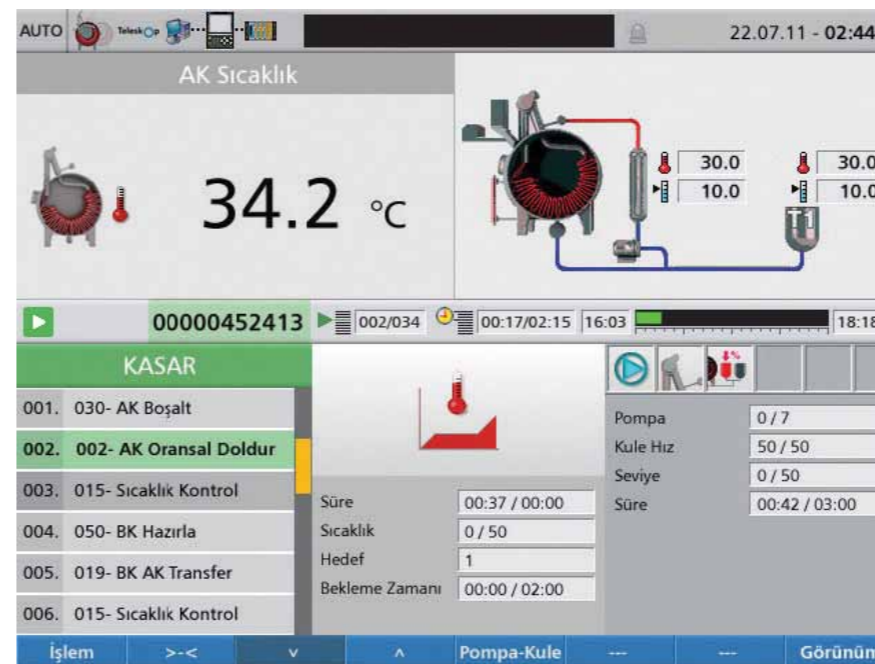 AUTO TeleskOp 22.07.11 - 02:44
AK Sıcaklık
34.2 °C
30.0 30.0
10.0 10.0
T1
00000452413 002/034 00:17/02:15 16:03 18:18
KASAR
001. 030- AK Boşalt
002. 002- AK Oransal Doldur
003. 015- Sıcaklık Kontrol
004. 050- BK Hazırla
005. 019- BK AK Transfer
006. 015- Sıcaklık Kontrol
Süre 00:37 / 00:00
Sıcaklık 0 / 50
Hedef 1
Bekleme Zamanı 00:00 / 02:00
%
Pompa 0 / 7
Kule Hız 50 / 50
Seviye 0 / 50
Süre 00:42 / 03:00
İşlem >-< v ʌ Pompa-Kule --- --- Görünüm